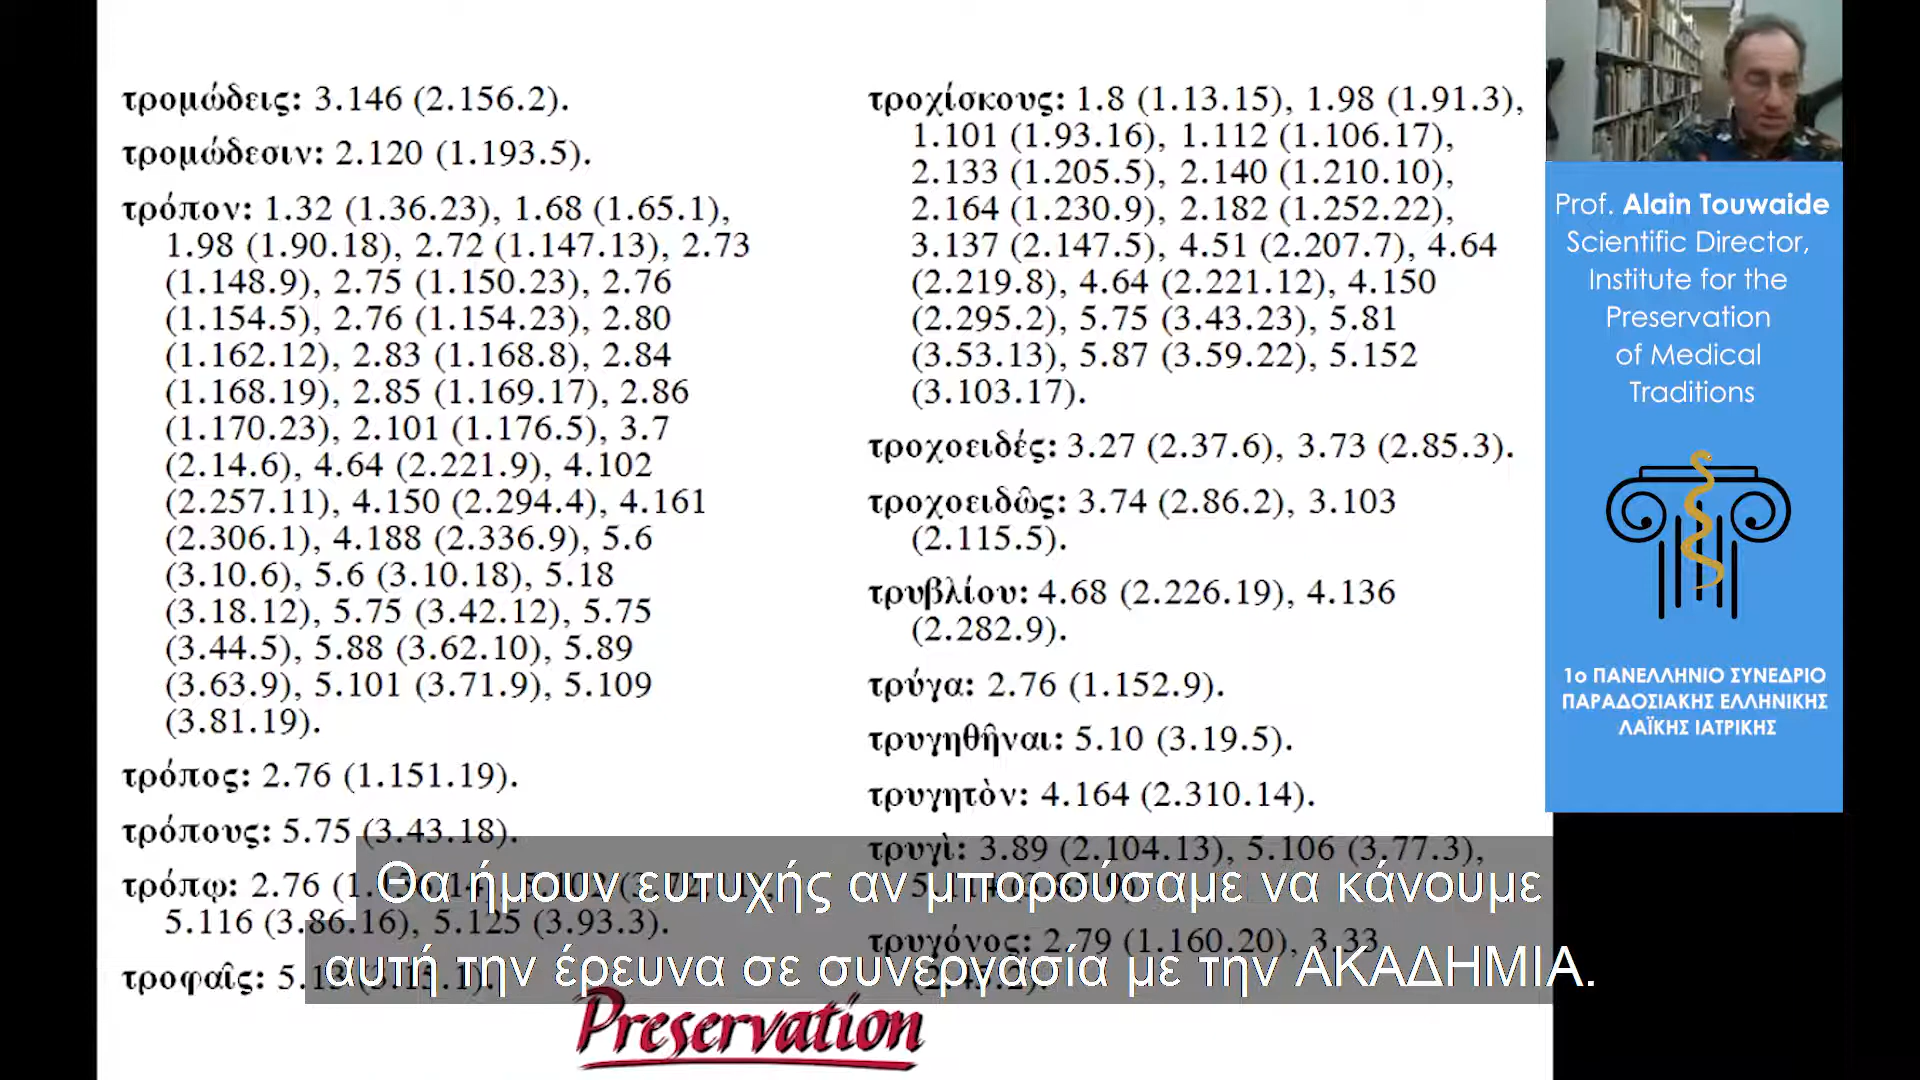 τρομώδεις: 3.146 (2.156.2).
τρομώδεσιν: 2.120 (1.193.5).
τρόπον: 1.32 (1.36.23), 1.68 (1.65.1),
1.98 (1.90.18), 2.72 (1.147.13), 2.73
(1.148.9), 2.75 (1.150.23), 2.76
(1.154.5), 2.76 (1.154.23), 2.80
(1.162.12), 2.83 (1.168.8), 2.84
(1.168.19), 2.85 (1.169.17), 2.86
(1.170.23), 2.101 (1.176.5), 3.7
(2.14.6), 4.64 (2.221.9), 4.102
(2.257.11), 4.150 (2.294.4), 4.161
(2.306.1), 4.188 (2.336.9), 5.6
(3.10.6), 5.6 (3.10.18), 5.18
(3.18.12), 5.75 (3.42.12), 5.75
(3.44.5), 5.88 (3.62.10), 5.89
(3.63.9), 5.101 (3.71.9), 5.109
(3.81.19).
τρόπος: 2.76 (1.151.19).
τρόπους: 5.75 (3.43.18).
τρόπῳ: 2.76
5.116 (3.86.16), 5.125 (3.93.3).
τροφαῖς:
τροχίσκους: 1.8 (1.13.15), 1.98 (1.91.3),
1.101 (1.93.16), 1.112 (1.106.17),
2.133 (1.205.5), 2.140 (1.210.10),
2.164 (1.230.9), 2.182 (1.252.22),
3.137 (2.147.5), 4.51 (2.207.7), 4.64
(2.219.8), 4.64 (2.221.12), 4.150
(2.295.2), 5.75 (3.43.23), 5.81
(3.53.13), 5.87 (3.59.22), 5.152
(3.103.17).
τροχοειδές: 3.27 (2.37.6), 3.73 (2.85.3).
τροχοειδῶς: 3.74 (2.86.2), 3.103
(2.115.5).
τρυβλίου: 4.68 (2.226.19), 4.136
(2.282.9).
τρύγα: 2.76 (1.152.9).
τρυγηθῆναι: 5.10 (3.19.5).
τρυγητὸν: 4.164 (2.310.14).
τρυγὶ: 3.89 (2.104.13), 5.106 (3.77.3),
τρυγόνος: 2.79 (1.160.20), 3.33
Θα ήμουν ευτυχής αν μπορούσαμε να κάνουμε
αυτή την έρευνα σε συνεργασία με την ΑΚΑΔΗΜΙΑ.
Preservation
Prof. Alain Touwaide
Scientific Director,
Institute for the
Preservation
of Medical
Traditions
1ο ΠΑΝΕΛΛΗΝΙΟ ΣΥΝΕΔΡΙΟ
ΠΑΡΑΔΟΣΙΑΚΗΣ ΕΛΛΗΝΙΚΗΣ
ΛΑΪΚΗΣ ΙΑΤΡΙΚΗΣ